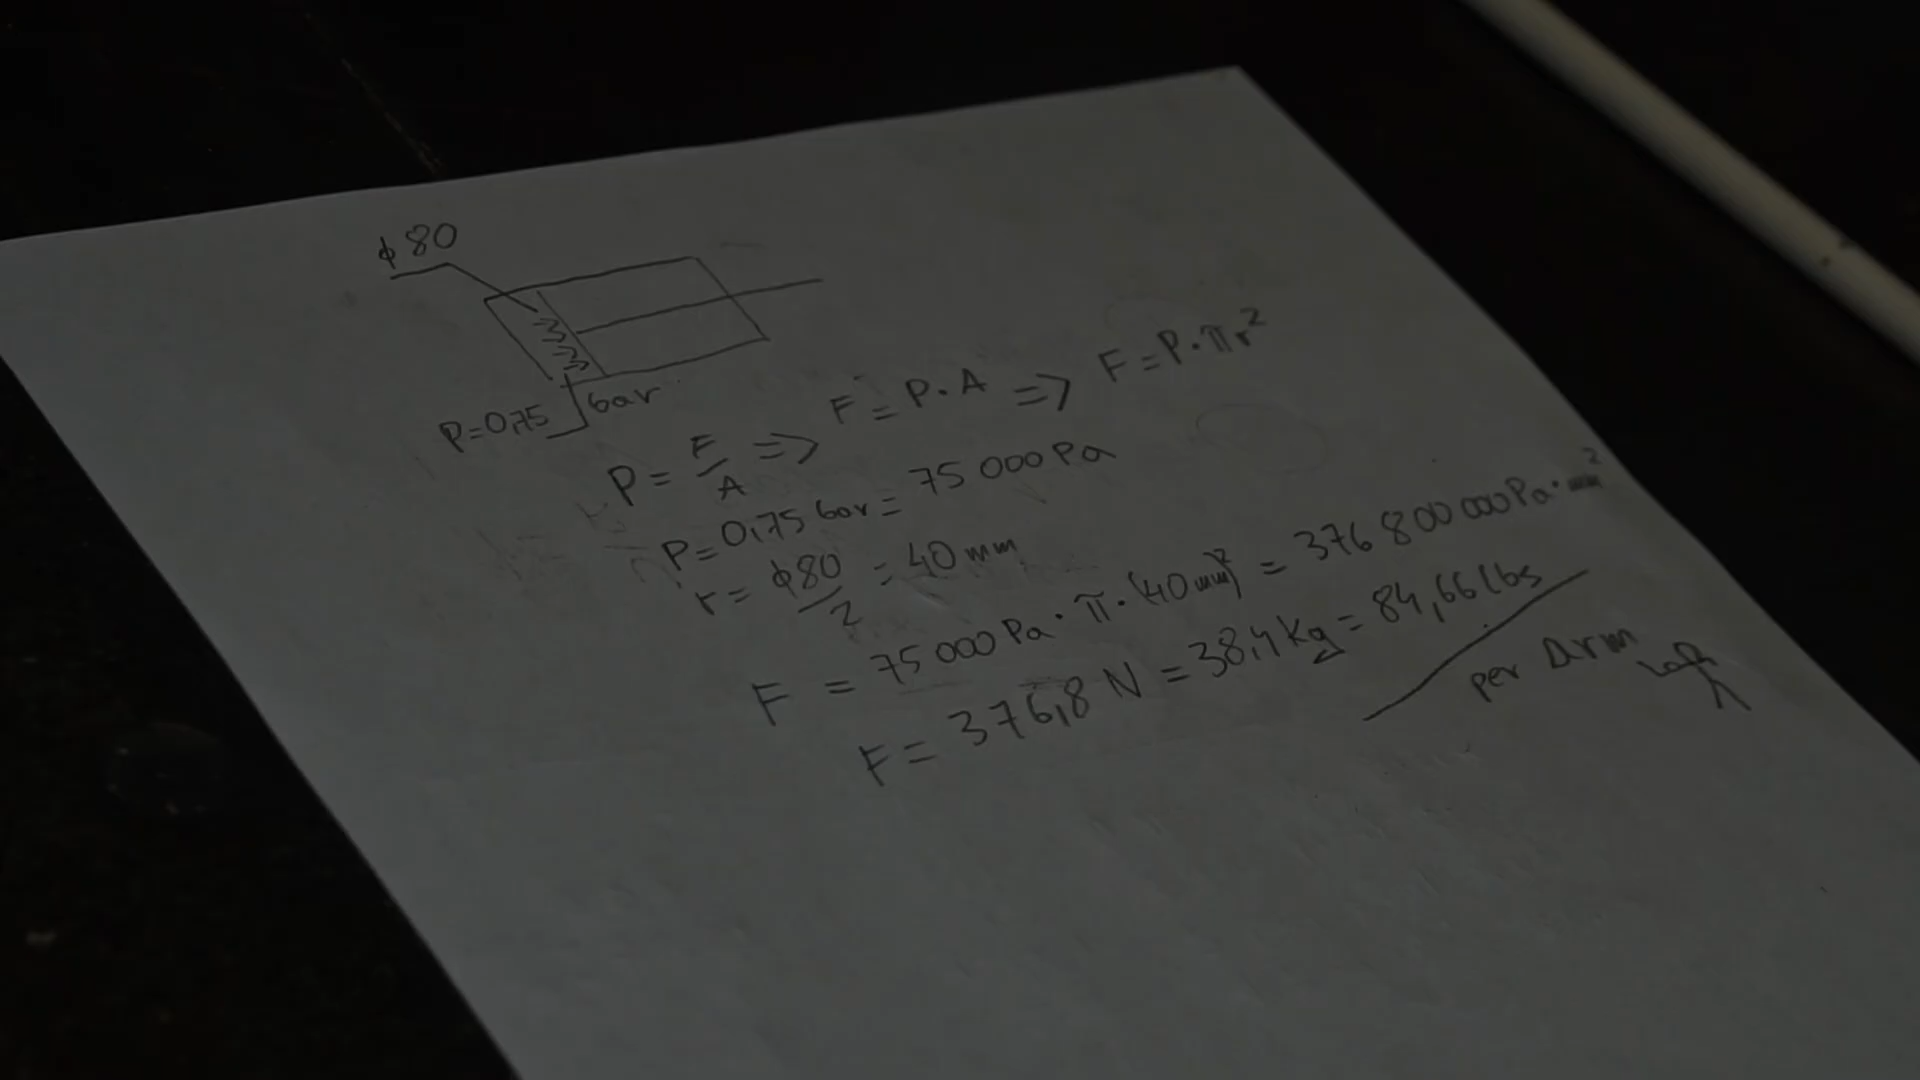 ϕ80
P=0,75 bar
P = F/A => F = P·A => F = P·πr²
P=0,75 bar = 75 000 Pa
r = ϕ80/2 = 40 mm
F = 75 000 Pa · π · (40 mm)² = 376 800 000 Pa · mm²
F = 376,8 N = 38,4 Kg = 84,66 lbs
per Arm